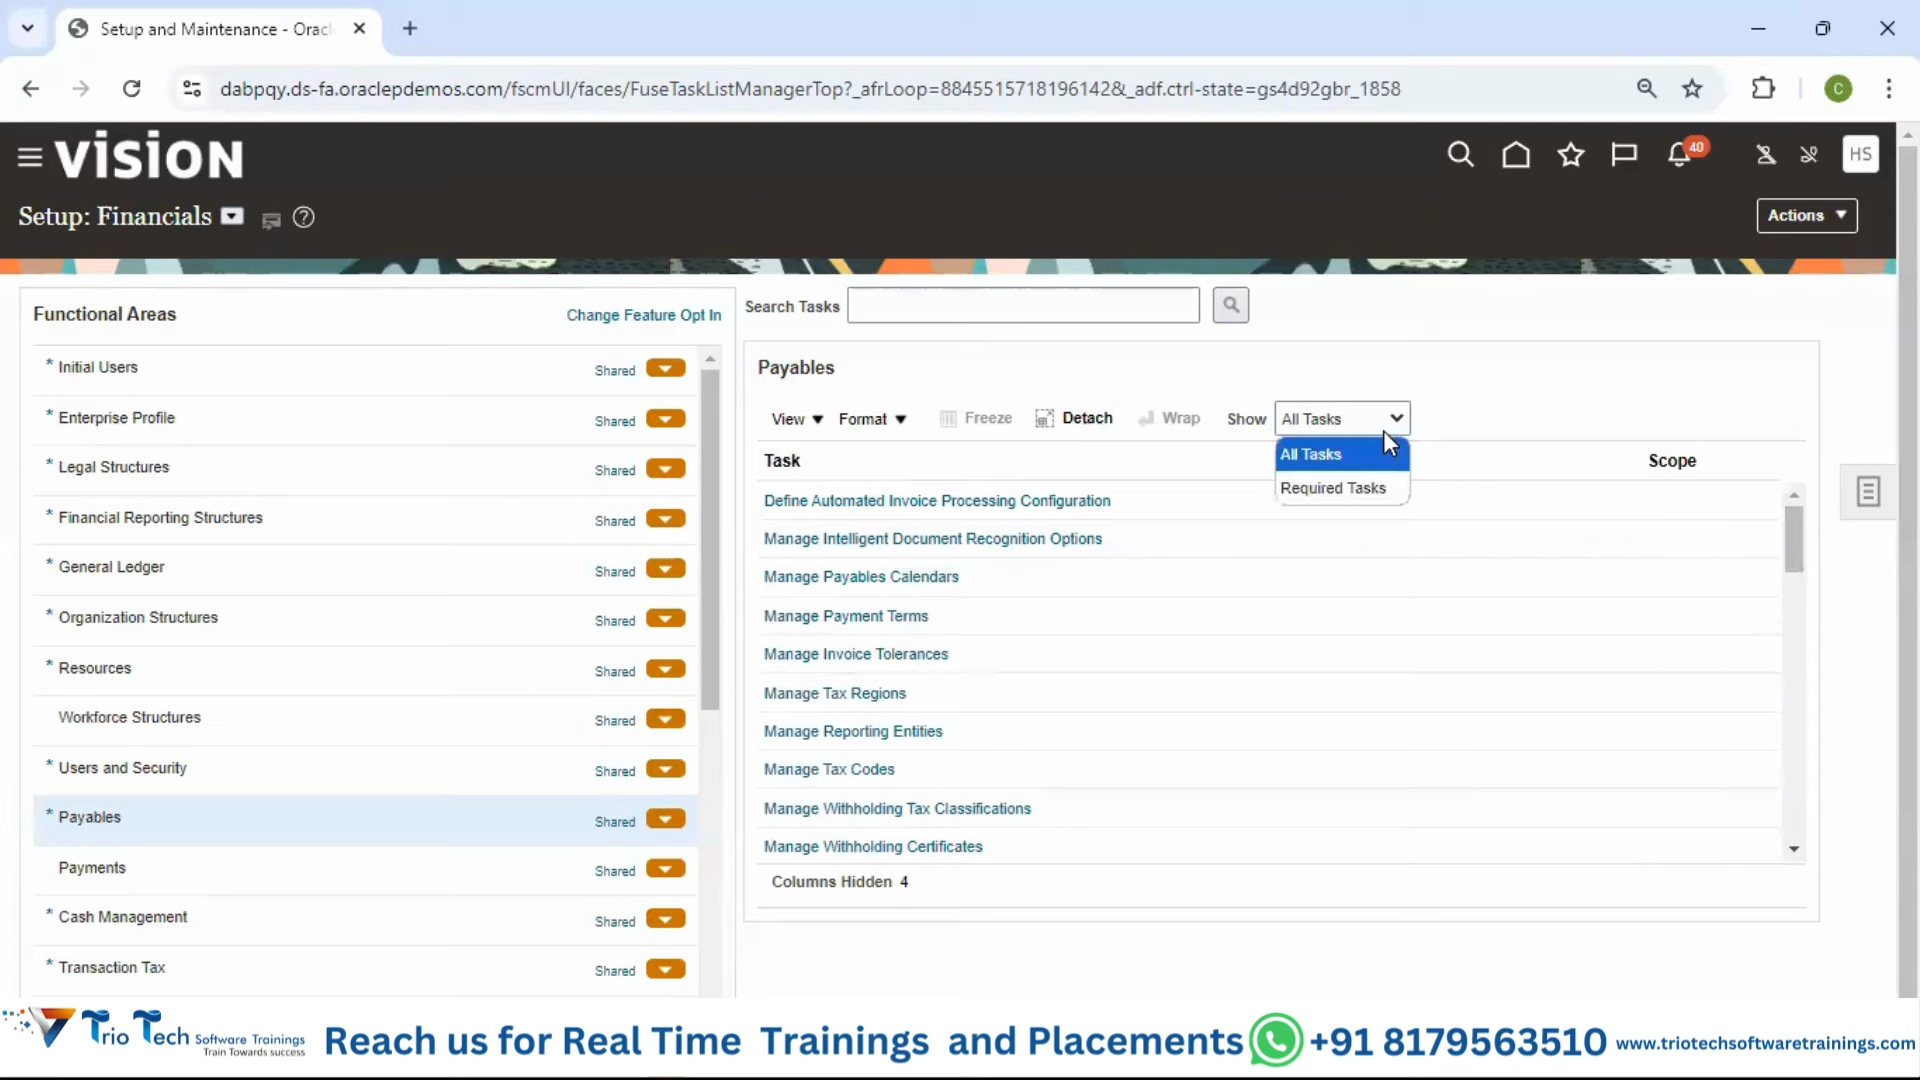 Setup and Maintenance - Orac
dabpqy.ds-fa.oraclepdemos.com/fscmUI/faces/FuseTaskListManagerTop?_afrLoop=8845515718196142&_adf.ctrl-state=gs4d92gbr_1858
C
VISION
40
HS
Setup: Financials
Actions
Functional Areas
Change Feature Opt In
* Initial Users Shared
* Enterprise Profile Shared
* Legal Structures Shared
* Financial Reporting Structures Shared
* General Ledger Shared
* Organization Structures Shared
* Resources Shared
Workforce Structures Shared
* Users and Security Shared
* Payables Shared
Payments Shared
* Cash Management Shared
* Transaction Tax Shared
Search Tasks
Payables
View Format Freeze Detach Wrap Show All Tasks
All Tasks
Required Tasks
Task Scope
Define Automated Invoice Processing Configuration
Manage Intelligent Document Recognition Options
Manage Payables Calendars
Manage Payment Terms
Manage Invoice Tolerances
Manage Tax Regions
Manage Reporting Entities
Manage Tax Codes
Manage Withholding Tax Classifications
Manage Withholding Certificates
Columns Hidden 4
Trio Tech Software Trainings
Train Towards success
Reach us for Real Time Trainings and Placements +91 8179563510 www.triotechsoftwaretrainings.com